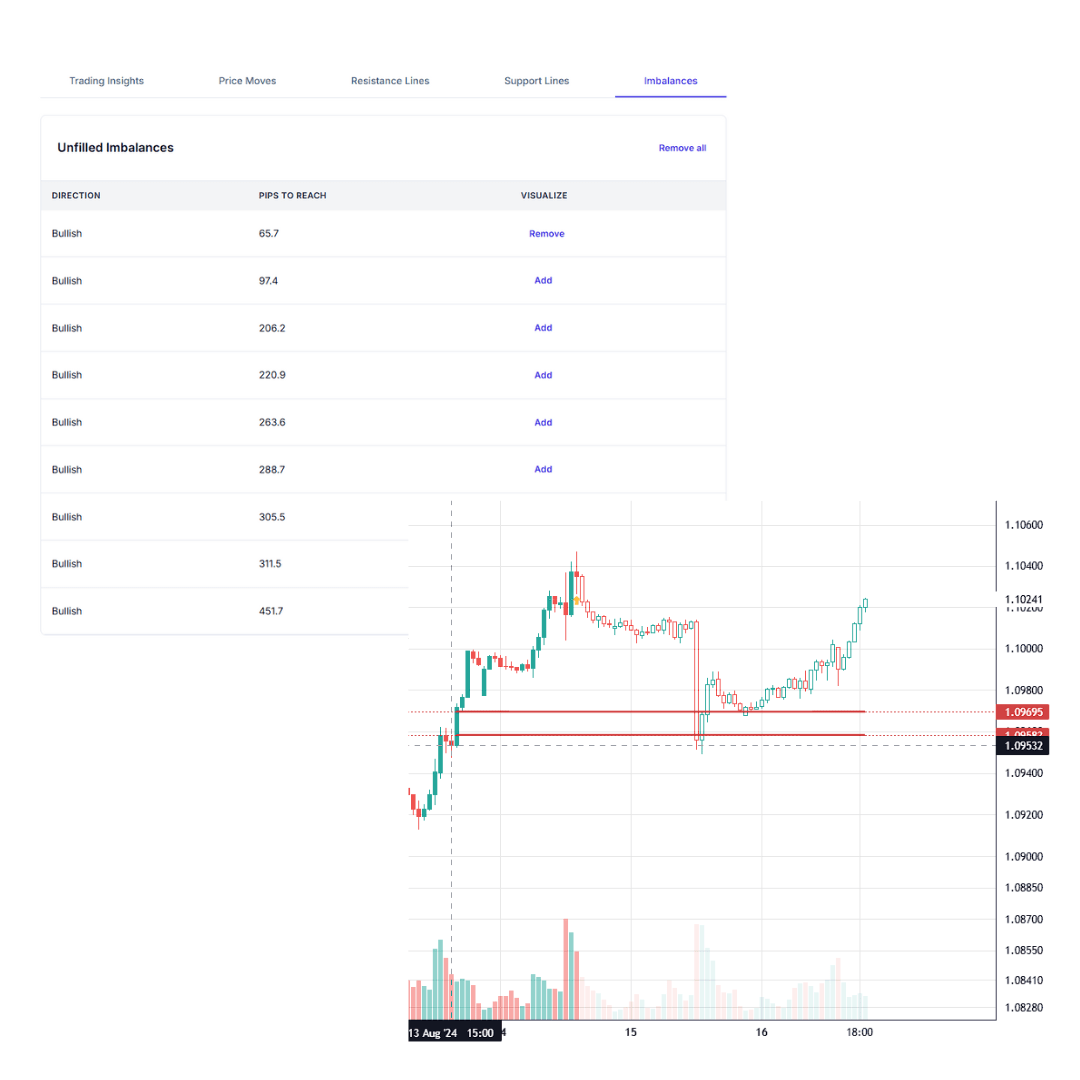 Trading Insights Price Moves Resistance Lines Support Lines Imbalances
Unfilled Imbalances Remove all
DIRECTION PIPS TO REACH VISUALIZE
Bullish 65.7 Remove
Bullish 97.4 Add
Bullish 206.2 Add
Bullish 220.9 Add
Bullish 263.6 Add
Bullish 288.7 Add
Bullish 305.5
Bullish 311.5
Bullish 451.7
1.10600
1.10400
1.10241
1.10000
1.09800
1.09695
1.09582
1.09532
1.09400
1.09200
1.09000
1.08850
1.08700
1.08550
1.08410
1.08280
13 Aug '24 15:00 15 16 18:00